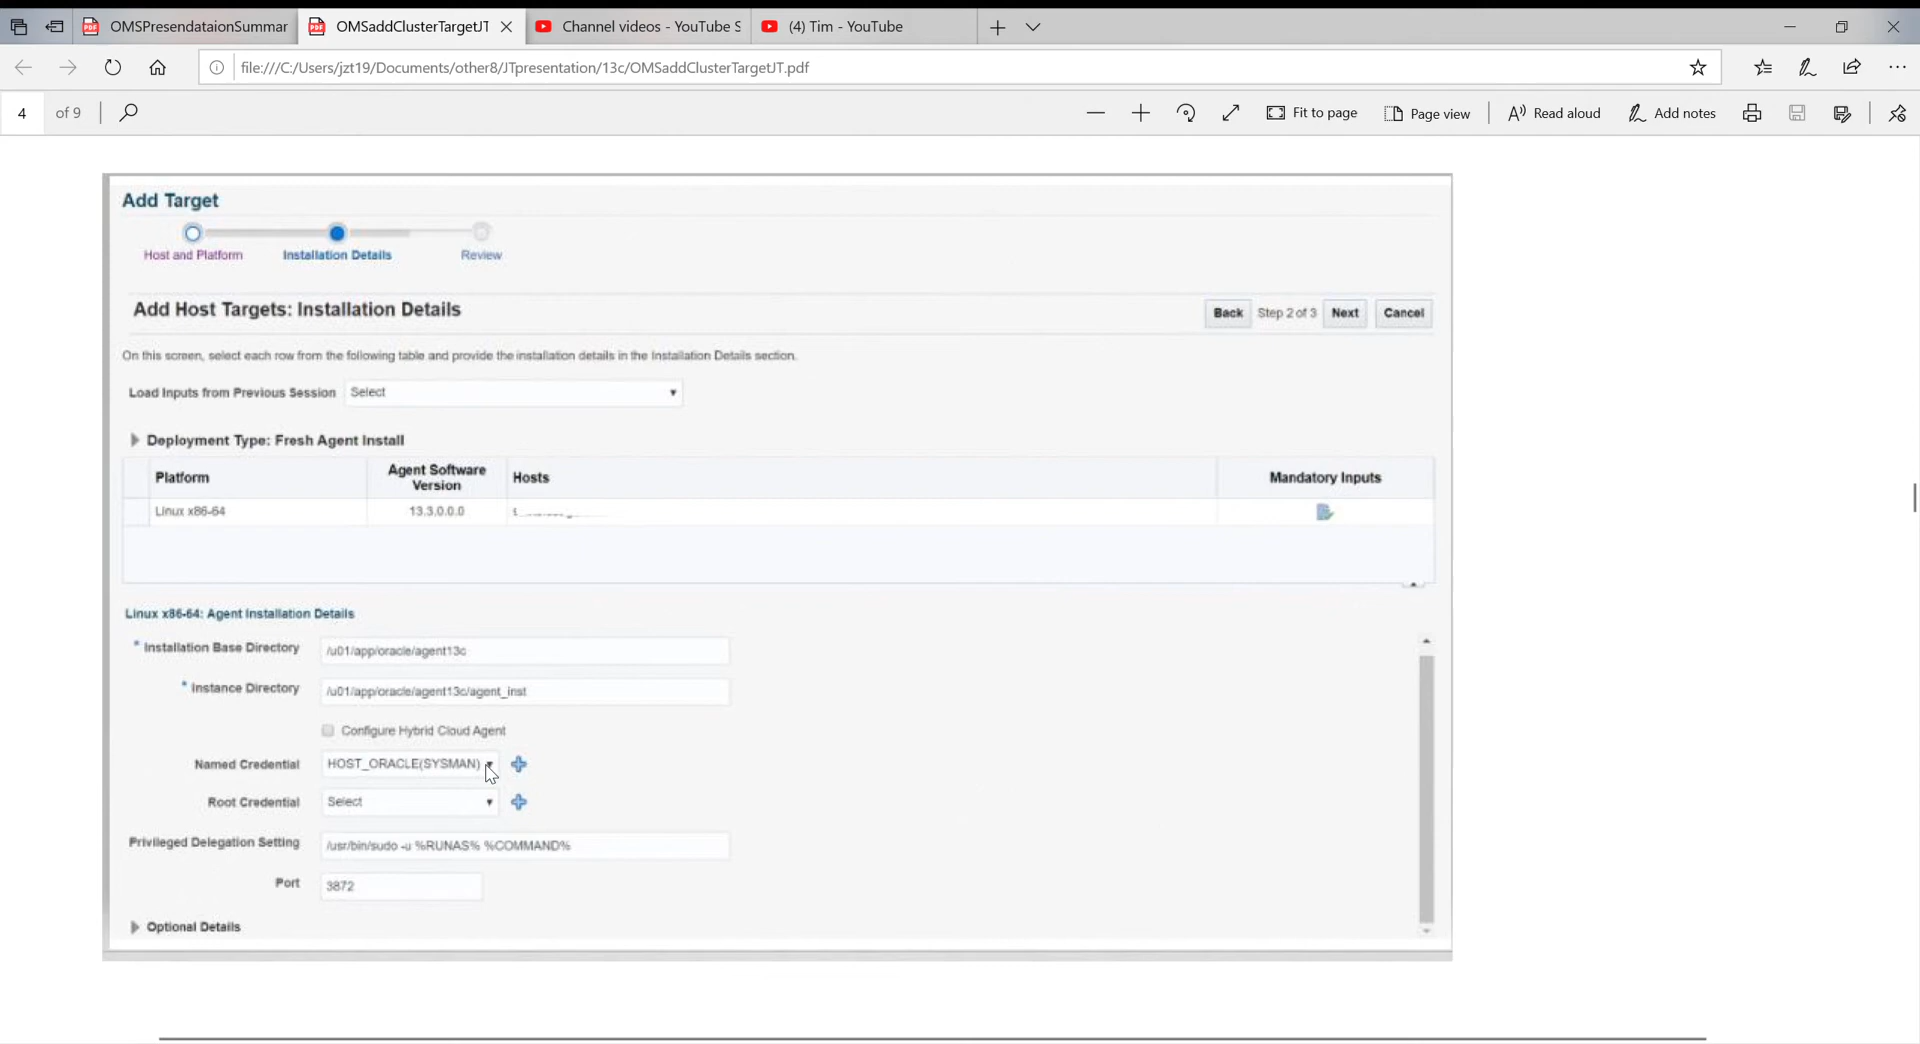 OMSPresendataionSummar
OMSaddClusterTargetJT
Channel videos - YouTube S
(4) Tim - YouTube
file:///C:/Users/jzt19/Documents/other8/JTpresentation/13c/OMSaddClusterTargetJT.pdf
4 of 9
Fit to page
Page view
Read aloud
Add notes
Add Target
Host and Platform
Installation Details
Review
Add Host Targets: Installation Details
Back Step 2 of 3 Next Cancel
On this screen, select each row from the following table and provide the installation details in the Installation Details section.
Load Inputs from Previous Session Select
Deployment Type: Fresh Agent Install
Platform
Agent Software
Version
Hosts
Mandatory Inputs
Linux x86-64 13.3.0.0.0
Linux x86-64: Agent Installation Details
* Installation Base Directory /u01/app/oracle/agent13c
* Instance Directory /u01/app/oracle/agent13c/agent_inst
Configure Hybrid Cloud Agent
Named Credential HOST_ORACLE(SYSMAN)
Root Credential Select
Privileged Delegation Setting /usr/bin/sudo -u %RUNAS% %COMMAND%
Port 3872
Optional Details